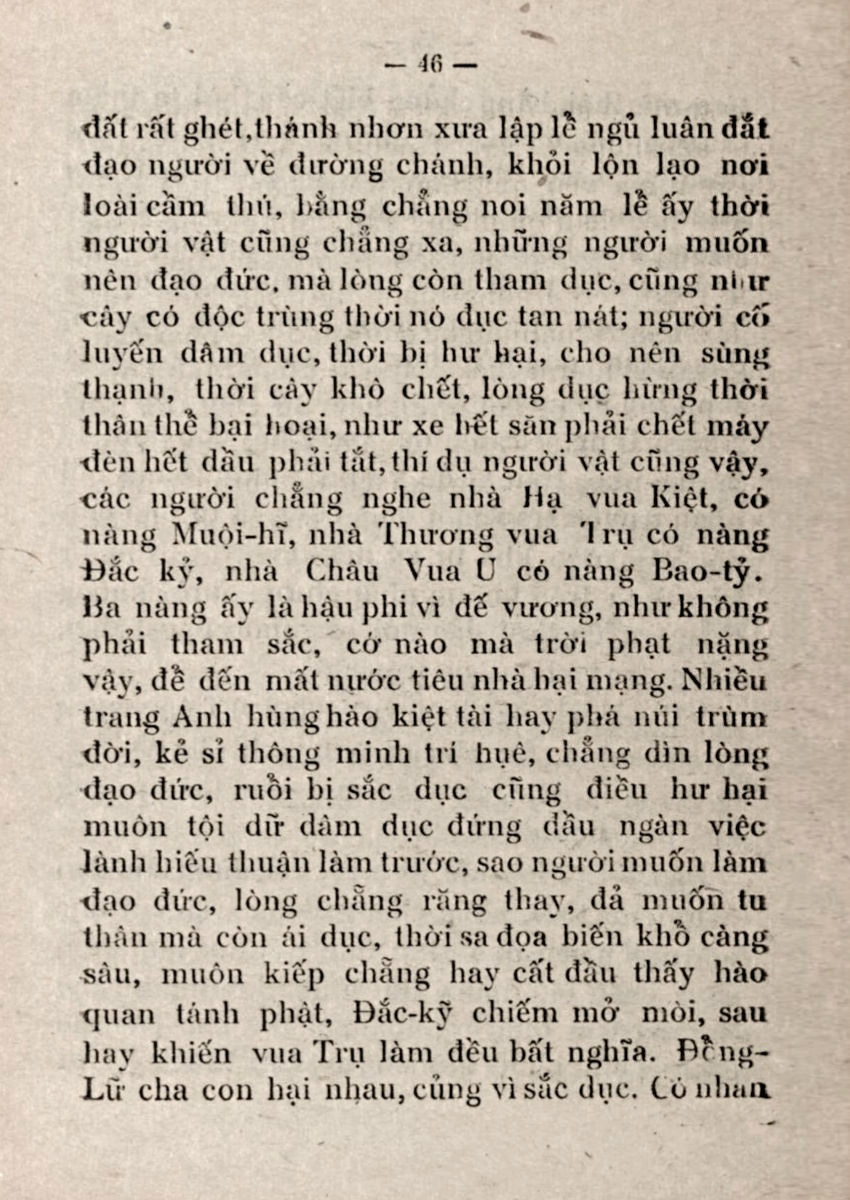 — 46 —
đất rất ghét, thánh nhơn xưa lập lề ngủ luân đắt
đạo người về đường chánh, khỏi lộn lạo nơi
loài cầm thú, bằng chẳng noi năm lề ấy thời
người vật cũng chẳng xa, những người muốn
nên đạo đức, mà lòng còn tham dục, cũng như
cây có độc trùng thời nó đục tan nát; người cố
luyến dâm dục, thời bị hư hại, cho nên sùng
thạnh, thời cây khô chết, lòng dục hừng thời
thân thể bại hoại, như xe hết săn phải chết máy
đèn hết dầu phải tắt, thí dụ người vật cũng vậy,
các người chẳng nghe nhà Hạ vua Kiệt, có
nàng Muội-hĩ, nhà Thương vua Trụ có nàng
Đắc kỷ, nhà Châu Vua U có nàng Bao-tỷ.
Ba nàng ấy là hậu phi vì đế vương, như không
phải tham sắc, cớ nào mà trời phạt nặng
vậy, đề đến mất nước tiêu nhà hại mạng. Nhiều
trang Anh hùng hào kiệt tài hay phá núi trùm
đời, kẻ sỉ thông minh trí huệ, chẳng dìn lòng
đạo đức, ruồi bị sắc dục cũng điều hư hại
muôn tội dữ dâm dục đứng đầu ngàn việc
lành hiếu thuận làm trước, sao người muốn làm
đạo đức, lòng chẵng răng thay, đả muốn tu
thân mà còn ái dục, thời sa đọa biến khổ càng
sâu, muôn kiếp chẵng hay cất đầu thấy hào
quan tánh phật, Đắc-kỹ chiếm mở mòi, sau
hay khiến vua Trụ làm đều bất nghĩa. Đồng-
Lữ cha con hại nhau, củng vì sắc dục. Có nhan